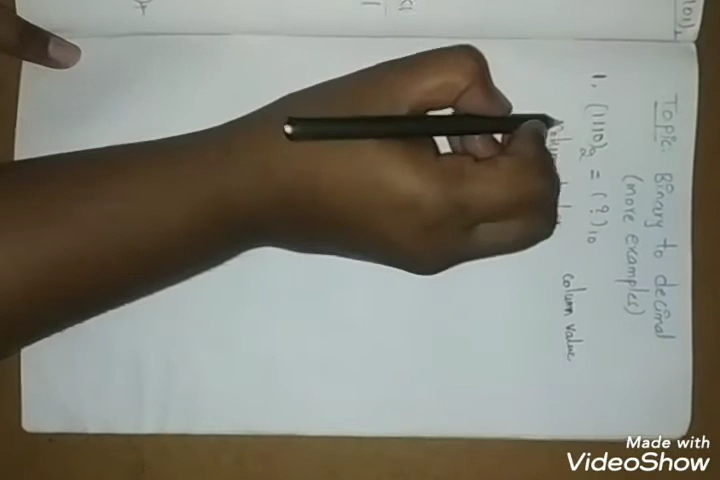 Topic: Binary to decimal
(more examples)
1. (1110)₂ = (?)₁₀
column value
Made with
VideoShow